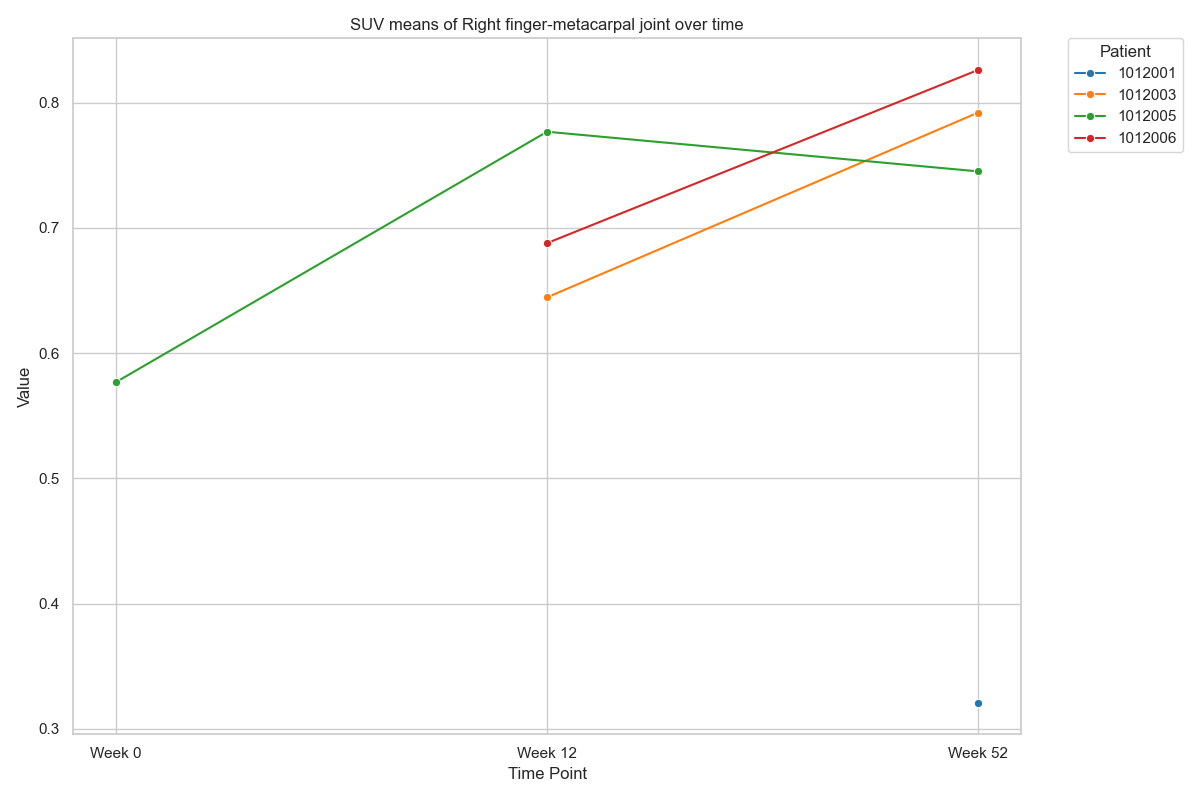 SUV means of Right finger-metacarpal joint over time
Patient
1012001
1012003
1012005
1012006
Value
0.8
0.7
0.6
0.5
0.4
0.3
Week 0
Week 12
Week 52
Time Point